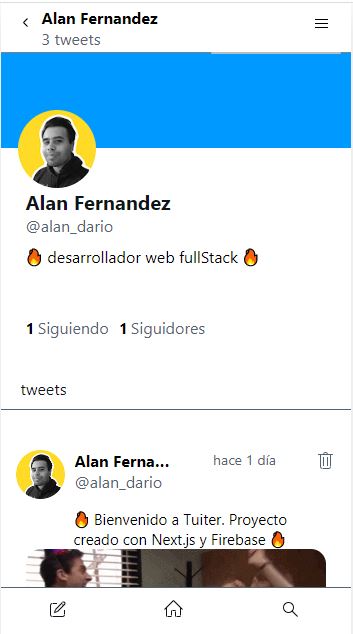 Alan Fernandez
3 tweets
Alan Fernandez
@alan_dario
🔥 desarrollador web fullStack 🔥
1 Siguiendo 1 Siguidores
tweets
Alan Ferna... hace 1 día
@alan_dario
🔥 Bienvenido a Tuiter. Proyecto
creado con Next.js y Firebase 🔥